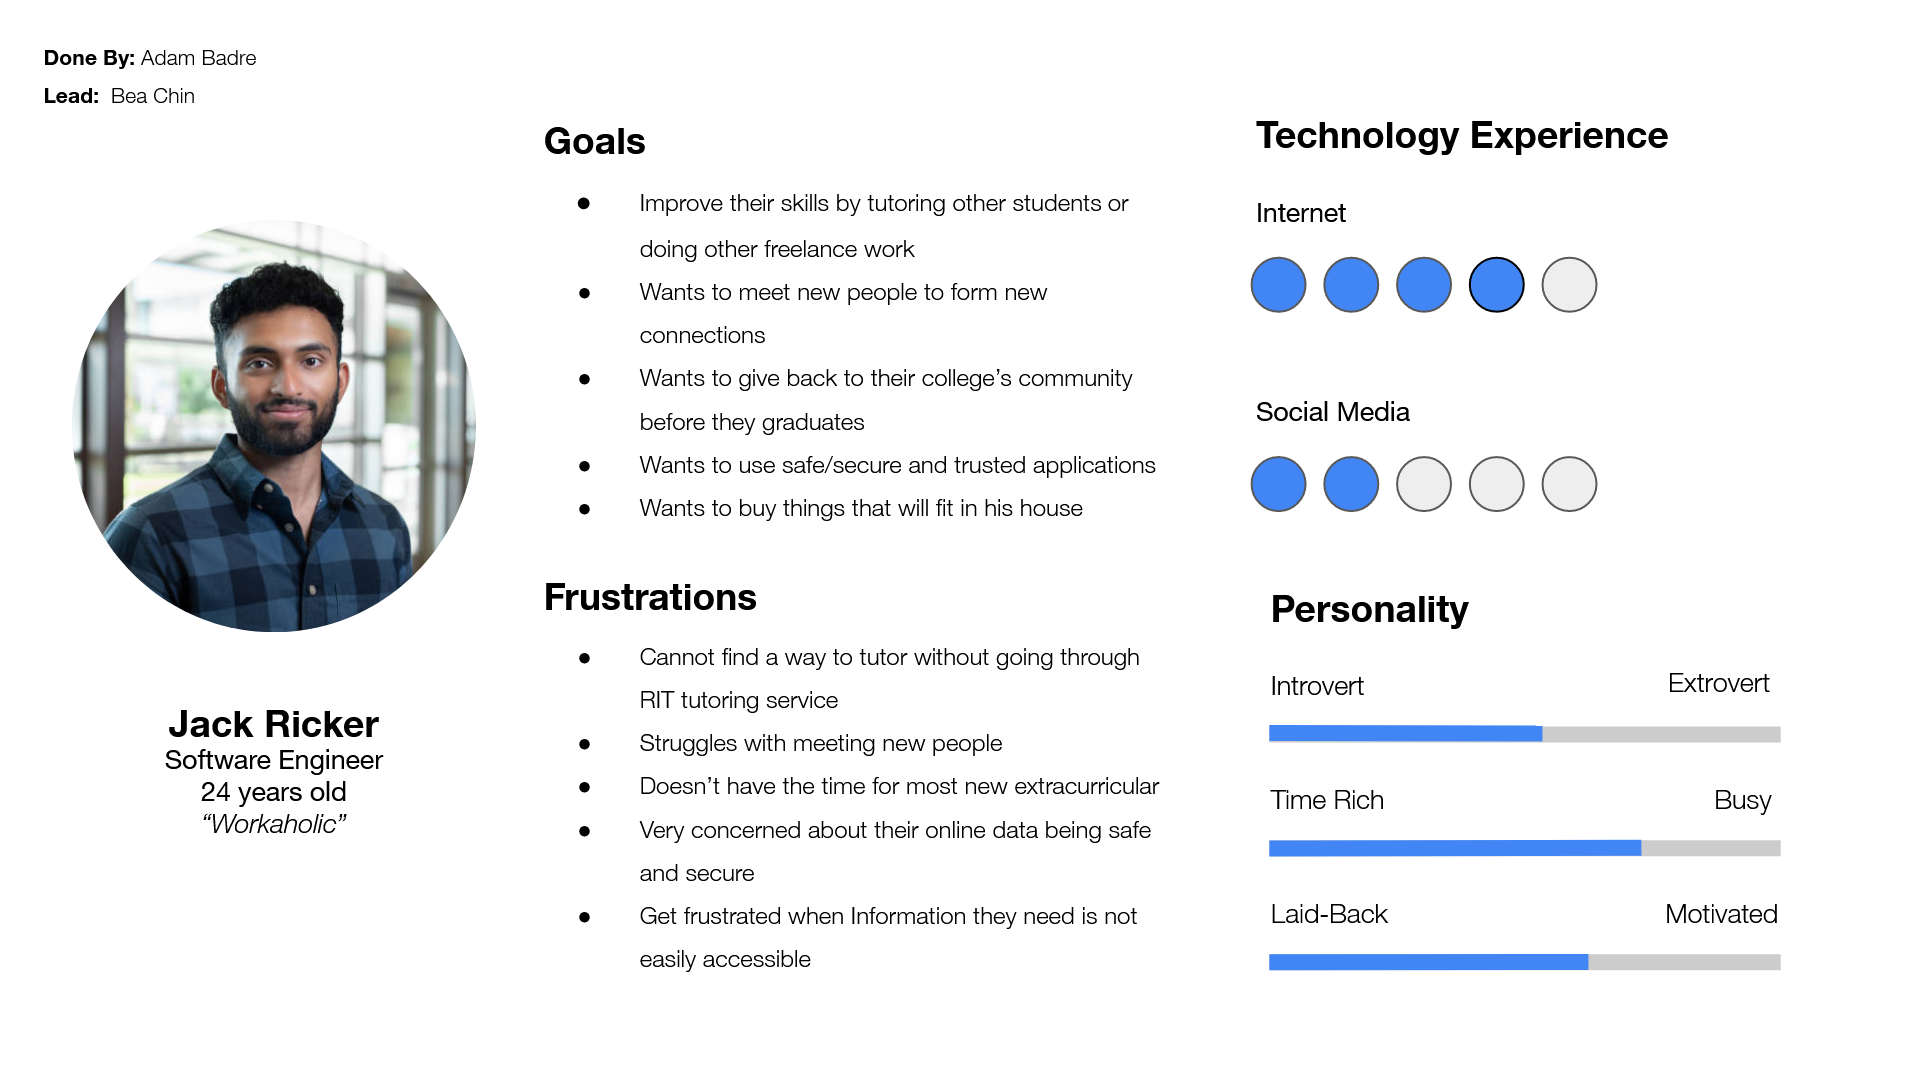 Done By: Adam Badre
Lead:  Bea Chin
Jack Ricker
Software Engineer
24 years old
“Workaholic”
Goals
● Improve their skills by tutoring other students or
doing other freelance work
● Wants to meet new people to form new
connections
● Wants to give back to their college’s community
before they graduates
● Wants to use safe/secure and trusted applications
● Wants to buy things that will fit in his house
Frustrations
● Cannot find a way to tutor without going through
RIT tutoring service
● Struggles with meeting new people
● Doesn’t have the time for most new extracurricular
● Very concerned about their online data being safe
and secure
● Get frustrated when Information they need is not
easily accessible
Technology Experience
Internet
Social Media
Personality
Introvert Extrovert
Time Rich Busy
Laid-Back Motivated